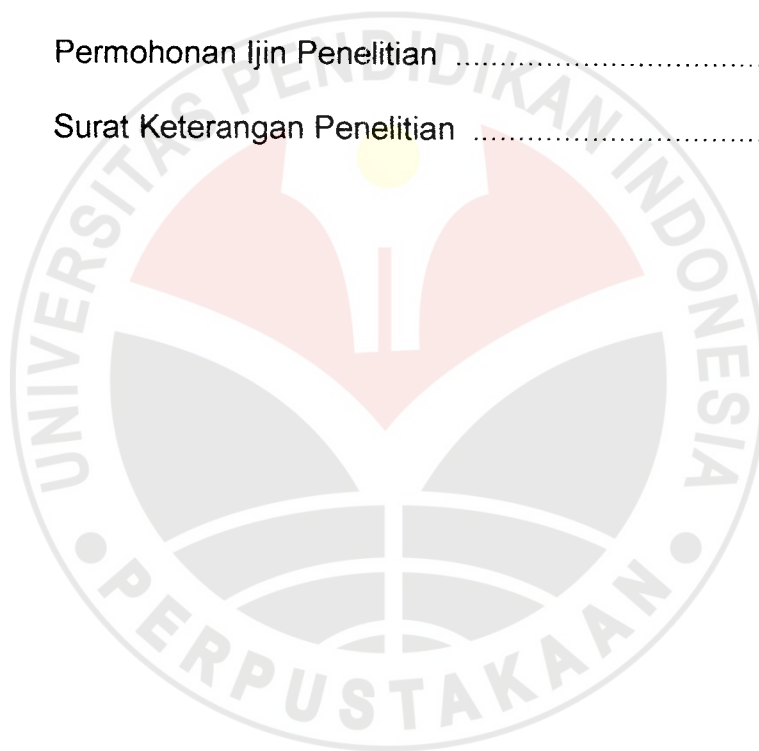 Permohonan Ijin Penelitian ................................
Surat Keterangan Penelitian ..............................
UNIVERSITAS PENDIDIKAN INDONESIA
• PERPUSTAKAAN •